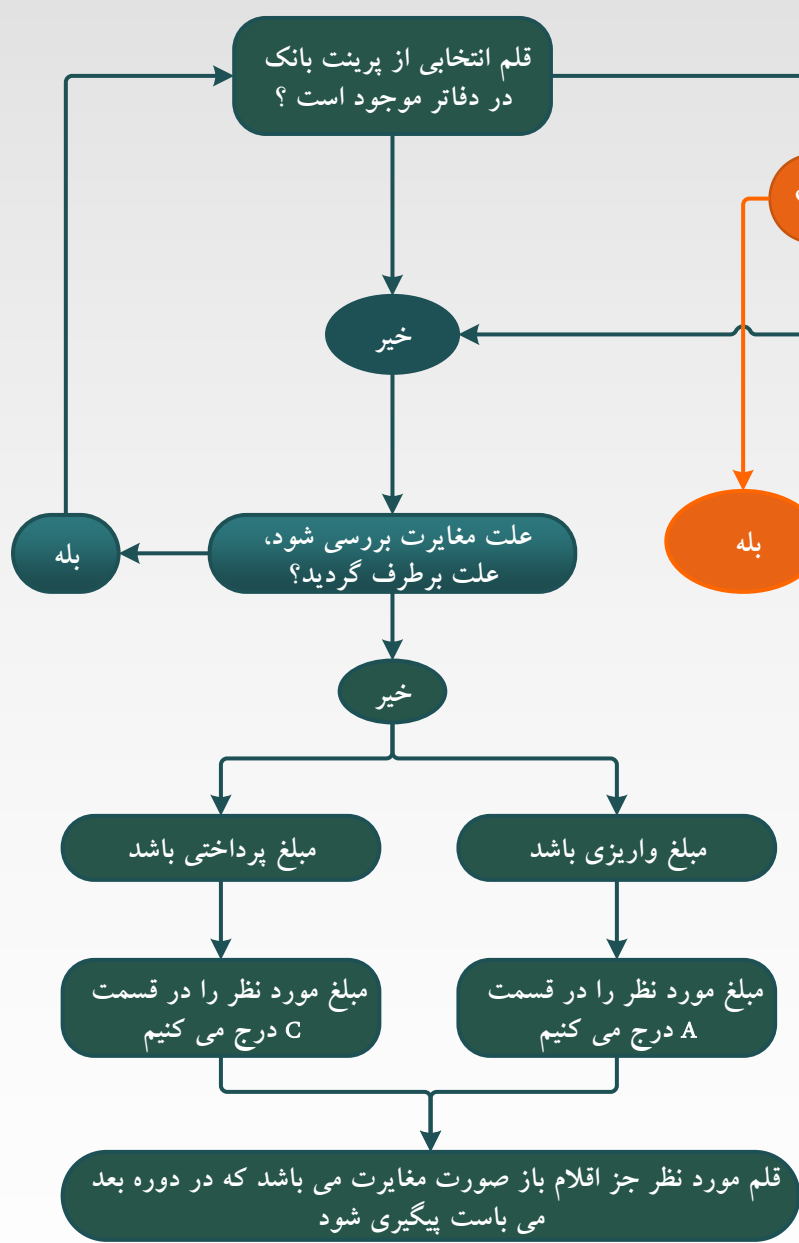 قلم انتخابی از پرینت بانک
در دفاتر موجود است ؟
خیر
علت مغایرت بررسی شود،
علت برطرف گردید؟
بله
بله
خیر
مبلغ واریزی باشد
مبلغ پرداختی باشد
مبلغ مورد نظر را در قسمت
A درج می کنیم
مبلغ مورد نظر را در قسمت
C درج می کنیم
قلم مورد نظر جز اقلام باز صورت مغایرت می باشد که در دوره بعد
می باست پیگیری شود